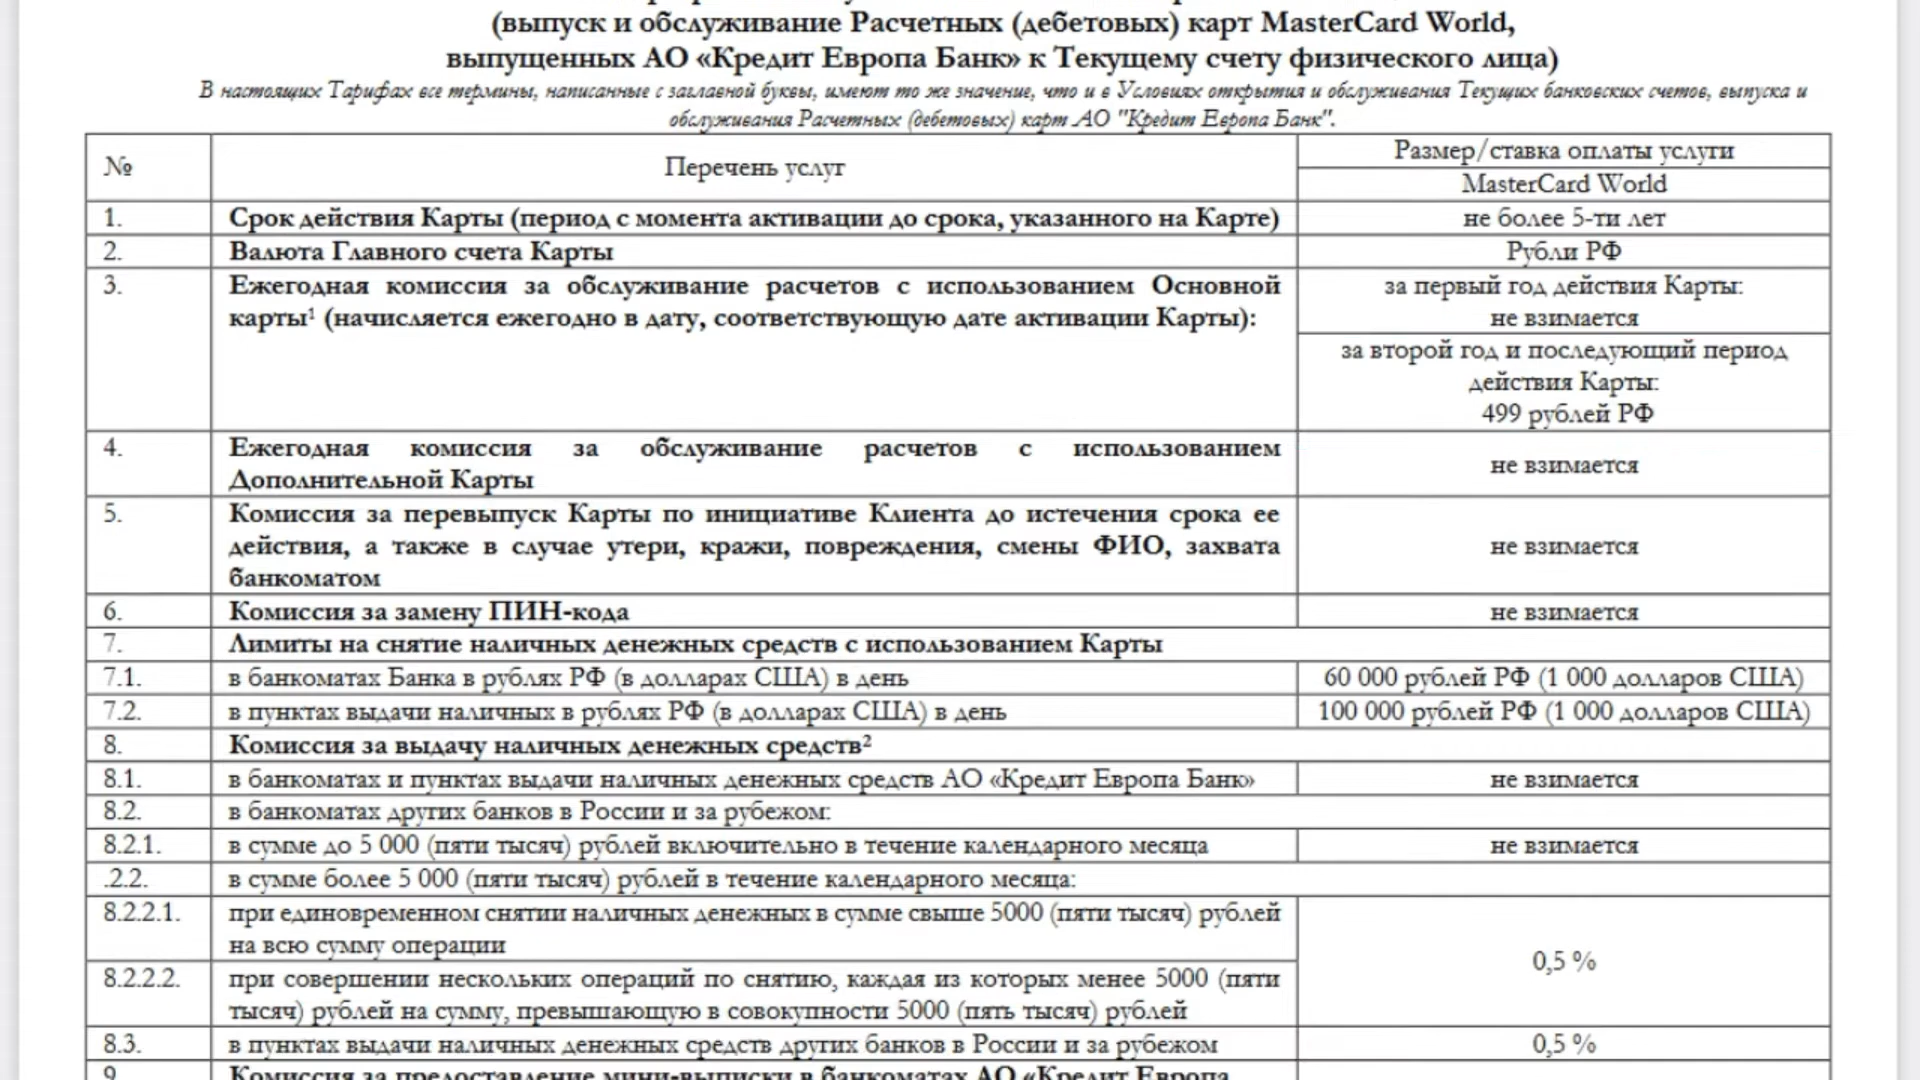 (выпуск и обслуживание Расчетных (дебетовых) карт MasterCard World,
выпущенных АО «Кредит Европа Банк» к Текущему счету физического лица)
В настоящих Тарифах все термины, написанные с заглавной буквы, имеют то же значение, что и в Условиях открытия и обслуживания Текущих банковских счетов, выпуска и
обслуживания Расчетных (дебетовых) карт АО "Кредит Европа Банк".
№
Перечень услуг
Размер/ставка оплаты услуги
MasterCard World
1.
Срок действия Карты (период с момента активации до срока, указанного на Карте)
не более 5-ти лет
2.
Валюта Главного счета Карты
Рубли РФ
3.
Ежегодная комиссия за обслуживание расчетов с использованием Основной
карты¹ (начисляется ежегодно в дату, соответствующую дате активации Карты):
за первый год действия Карты:
не взимается
за второй год и последующий период
действия Карты:
499 рублей РФ
4.
Ежегодная комиссия за обслуживание расчетов с использованием
Дополнительной Карты
не взимается
5.
Комиссия за перевыпуск Карты по инициативе Клиента до истечения срока ее
действия, а также в случае утери, кражи, повреждения, смены ФИО, захвата
банкоматом
не взимается
6.
Комиссия за замену ПИН-кода
не взимается
7.
Лимиты на снятие наличных денежных средств с использованием Карты
7.1.
в банкоматах Банка в рублях РФ (в долларах США) в день
60 000 рублей РФ (1 000 долларов США)
7.2.
в пунктах выдачи наличных в рублях РФ (в долларах США) в день
100 000 рублей РФ (1 000 долларов США)
8.
Комиссия за выдачу наличных денежных средств²
8.1.
в банкоматах и пунктах выдачи наличных денежных средств АО «Кредит Европа Банк»
не взимается
8.2.
в банкоматах других банков в России и за рубежом:
8.2.1.
в сумме до 5 000 (пяти тысяч) рублей включительно в течение календарного месяца
не взимается
.2.2.
в сумме более 5 000 (пяти тысяч) рублей в течение календарного месяца:
8.2.2.1.
при единовременном снятии наличных денежных в сумме свыше 5000 (пяти тысяч) рублей
на всю сумму операции
0,5 %
8.2.2.2.
при совершении нескольких операций по снятию, каждая из которых менее 5000 (пяти
тысяч) рублей на сумму, превышающую в совокупности 5000 (пять тысяч) рублей
8.3.
в пунктах выдачи наличных денежных средств других банков в России и за рубежом
0,5 %
9.
Комиссия за предоставление мини-выписки в банкоматах АО «Кредит Европа